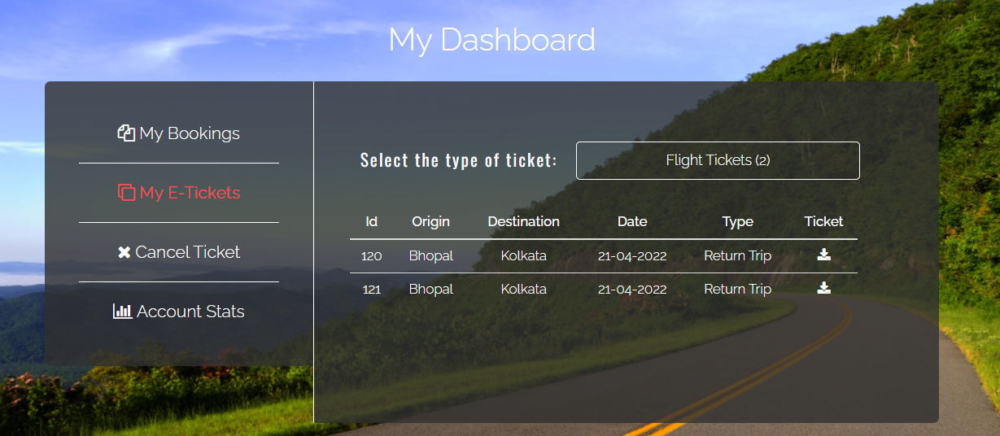 My Dashboard
My Bookings
My E-Tickets
Cancel Ticket
Account Stats
Select the type of ticket: Flight Tickets (2)
Id Origin Destination Date Type Ticket
120 Bhopal Kolkata 21-04-2022 Return Trip
121 Bhopal Kolkata 21-04-2022 Return Trip